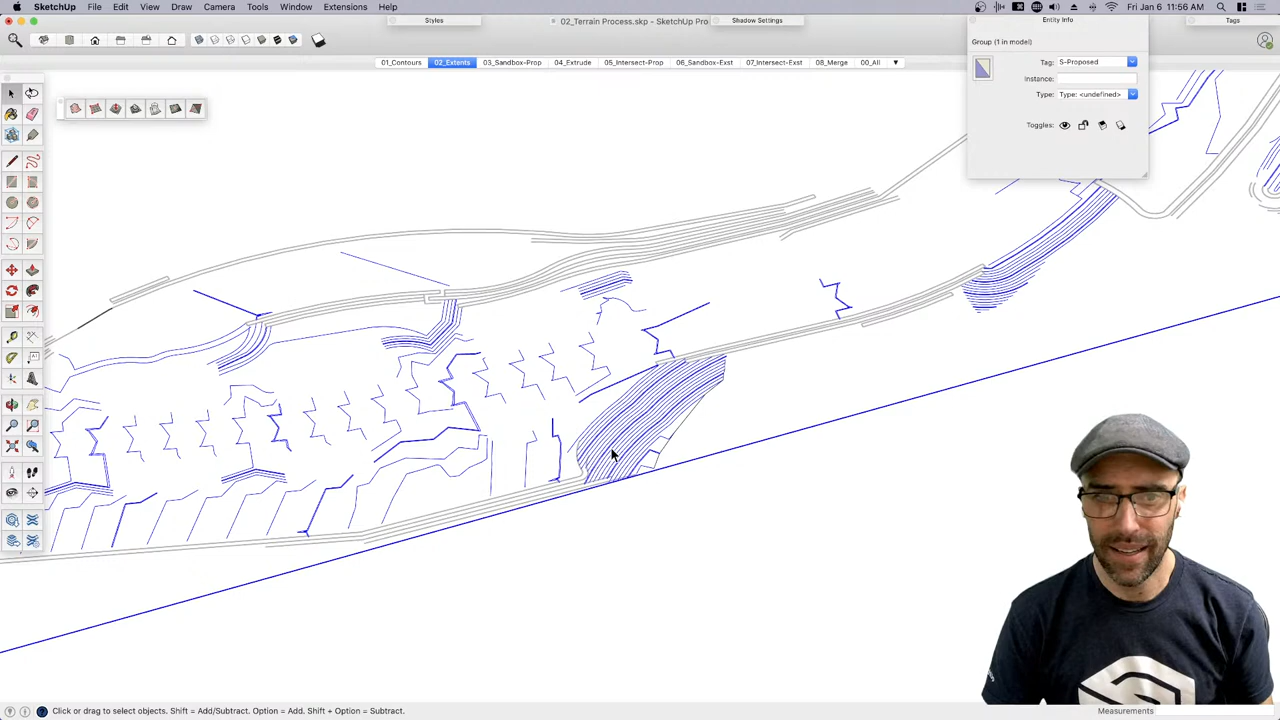 SketchUp File Edit View Camera Draw Tools Window Extensions Help
Fri Jan 6 11:56 AM
Styles
02_Terrain Process.skp - SketchUp Pro
Shadow Settings
Entity Info
Tags
Group (1 in model)
Tag: S-Proposed
Instance:
Type: Type: <undefined>
Toggles:
01_Contours 02_Extents 03_Sandbox-Prop 04_Extrude 05_Intersect-Prop 06_Sandbox-Exst 07_Intersect-Exst 08_Merge 00_All
Click or drag to select objects. Shift = Add/Subtract. Option = Add. Shift + Option = Subtract.
Measurements